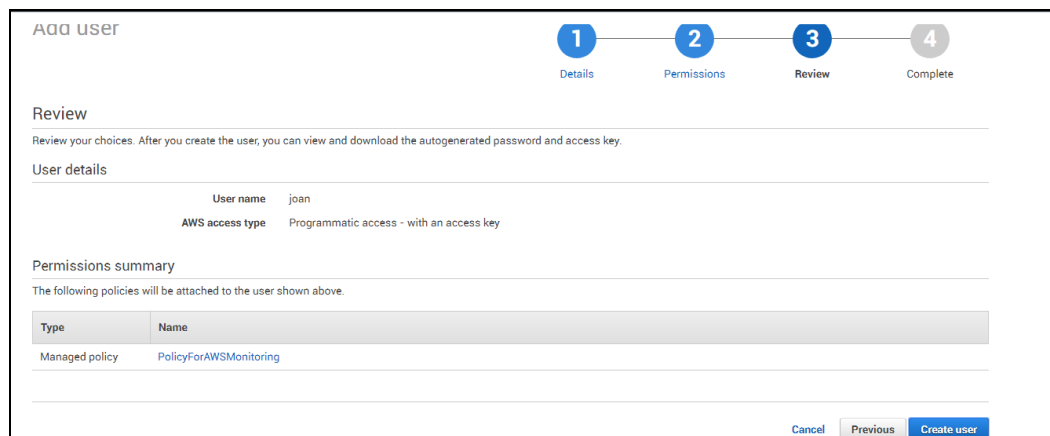 Add user
1 2 3 4
Details Permissions Review Complete
Review
Review your choices. After you create the user, you can view and download the autogenerated password and access key.
User details
User name joan
AWS access type Programmatic access - with an access key
Permissions summary
The following policies will be attached to the user shown above.
Type Name
Managed policy PolicyForAWSMonitoring
Cancel Previous Create user